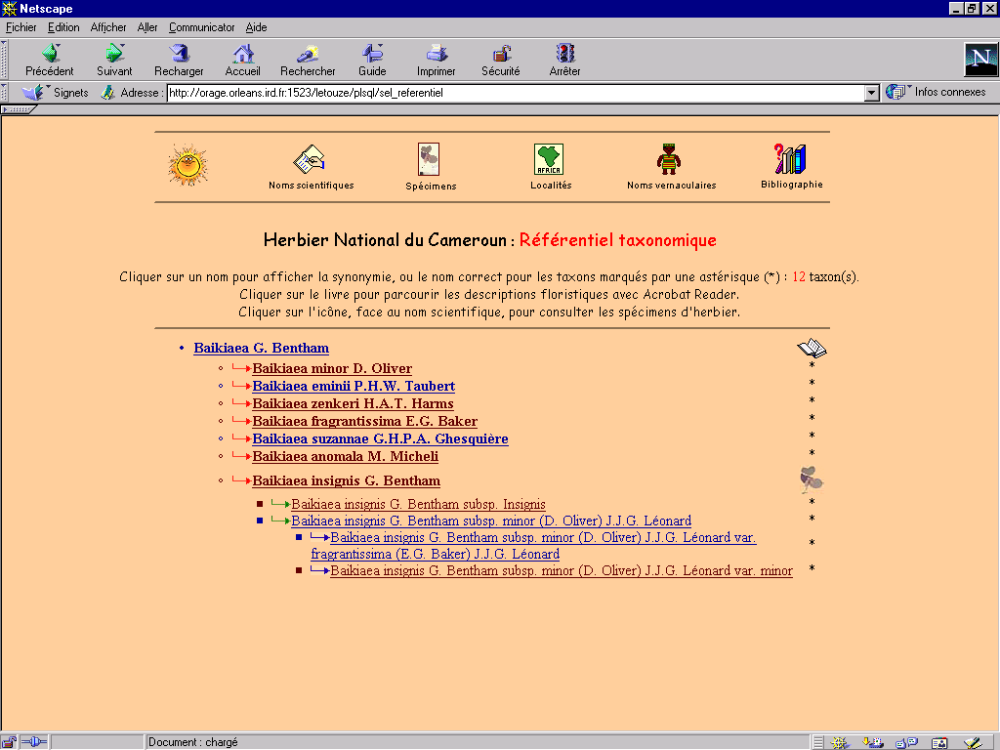 Netscape
Fichier Edition Afficher Aller Communicator Aide
Précédent Suivant Recharger Accueil Rechercher Guide Imprimer Sécurité Arrêter
N
Signets Adresse : http://orage.orleans.ird.fr:1523/letouze/plsql/sel_referentiel Infos connexes
AFRICA
Noms scientifiques Spécimens Localités Noms vernaculaires Bibliographie
Herbier National du Cameroun : Référentiel taxonomique
Cliquer sur un nom pour afficher la synonymie, ou le nom correct pour les taxons marqués par une astérisque (*) : 12 taxon(s).
Cliquer sur le livre pour parcourir les descriptions floristiques avec Acrobat Reader.
Cliquer sur l'icône, face au nom scientifique, pour consulter les spécimens d'herbier.
Baikiaea G. Bentham
Baikiaea minor D. Oliver *
Baikiaea eminii P.H.W. Taubert *
Baikiaea zenkeri H.A.T. Harms *
Baikiaea fragrantissima E.G. Baker *
Baikiaea suzannae G.H.P.A. Ghesquière *
Baikiaea anomala M. Micheli *
Baikiaea insignis G. Bentham
Baikiaea insignis G. Bentham subsp. Insignis *
Baikiaea insignis G. Bentham subsp. minor (D. Oliver) J.J.G. Léonard *
Baikiaea insignis G. Bentham subsp. minor (D. Oliver) J.J.G. Léonard var. *
fragrantissima (E.G. Baker) J.J.G. Léonard
Baikiaea insignis G. Bentham subsp. minor (D. Oliver) J.J.G. Léonard var. minor *
Document : chargé